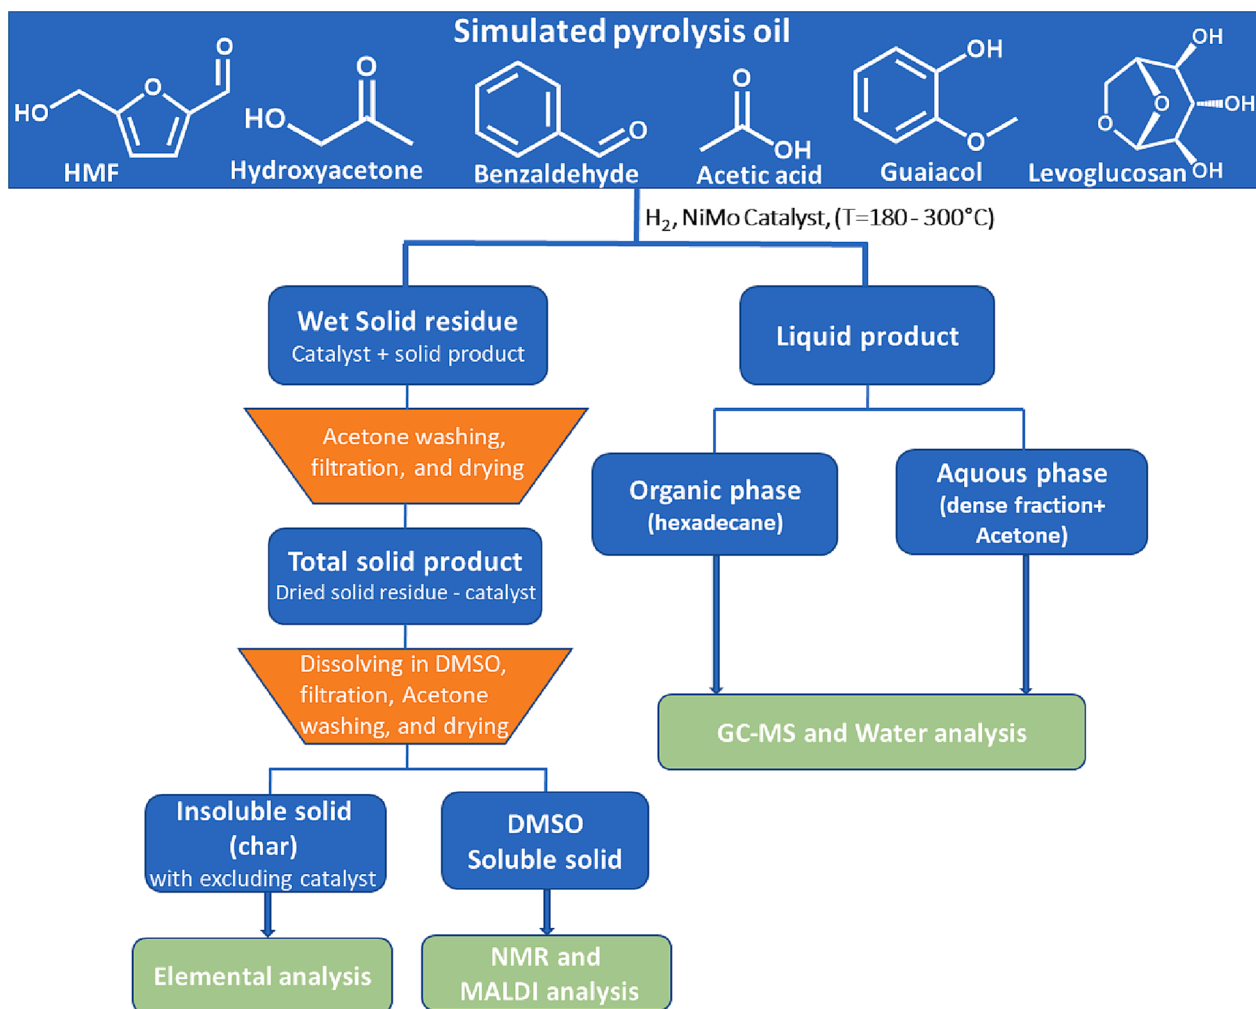 Simulated pyrolysis oil
HO
O
O
HMF
HO
O
Hydroxyacetone
O
Benzaldehyde
O
OH
Acetic acid
OH
O
Guaiacol
OH
OH
O
O
OH
Levoglucosan
H₂, NiMo Catalyst, (T=180 - 300°C)
Wet Solid residue
Catalyst + solid product
Liquid product
Acetone washing,
filtration, and drying
Organic phase
(hexadecane)
Aquous phase
(dense fraction+
Acetone)
Total solid product
Dried solid residue - catalyst
Dissolving in DMSO,
filtration, Acetone
washing, and drying
GC-MS and Water analysis
Insoluble solid
(char)
with excluding catalyst
DMSO
Soluble solid
Elemental analysis
NMR and
MALDI analysis